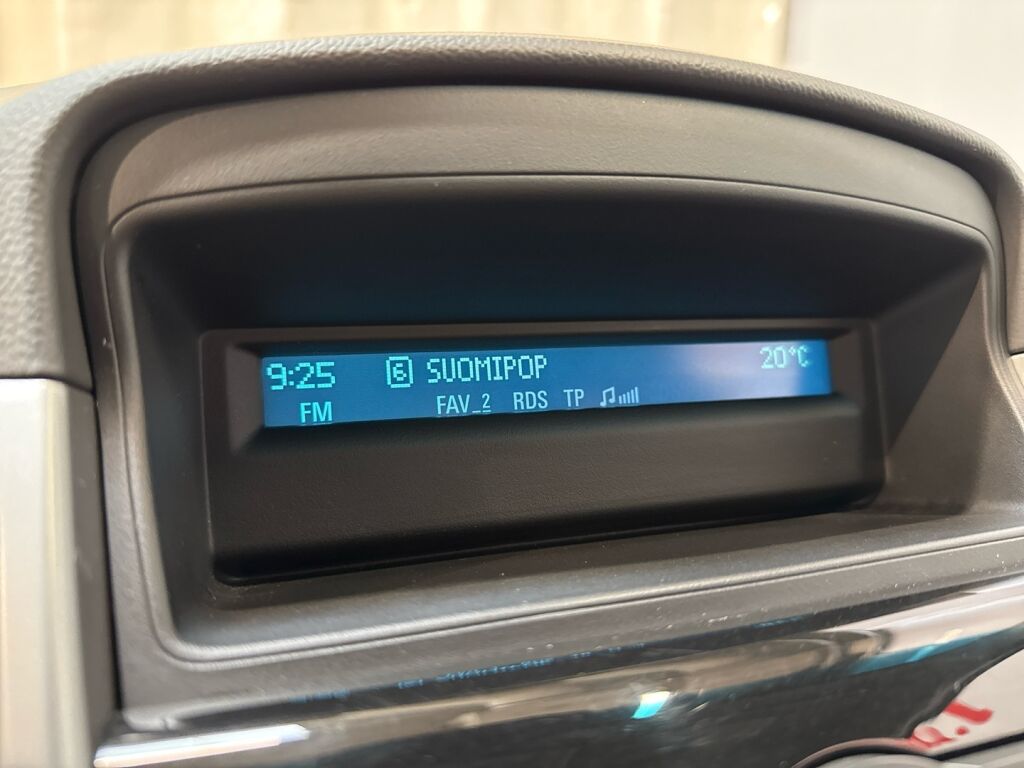 9:25 6 SUOMIPOP 20°C
FM FAV_2 RDS TP